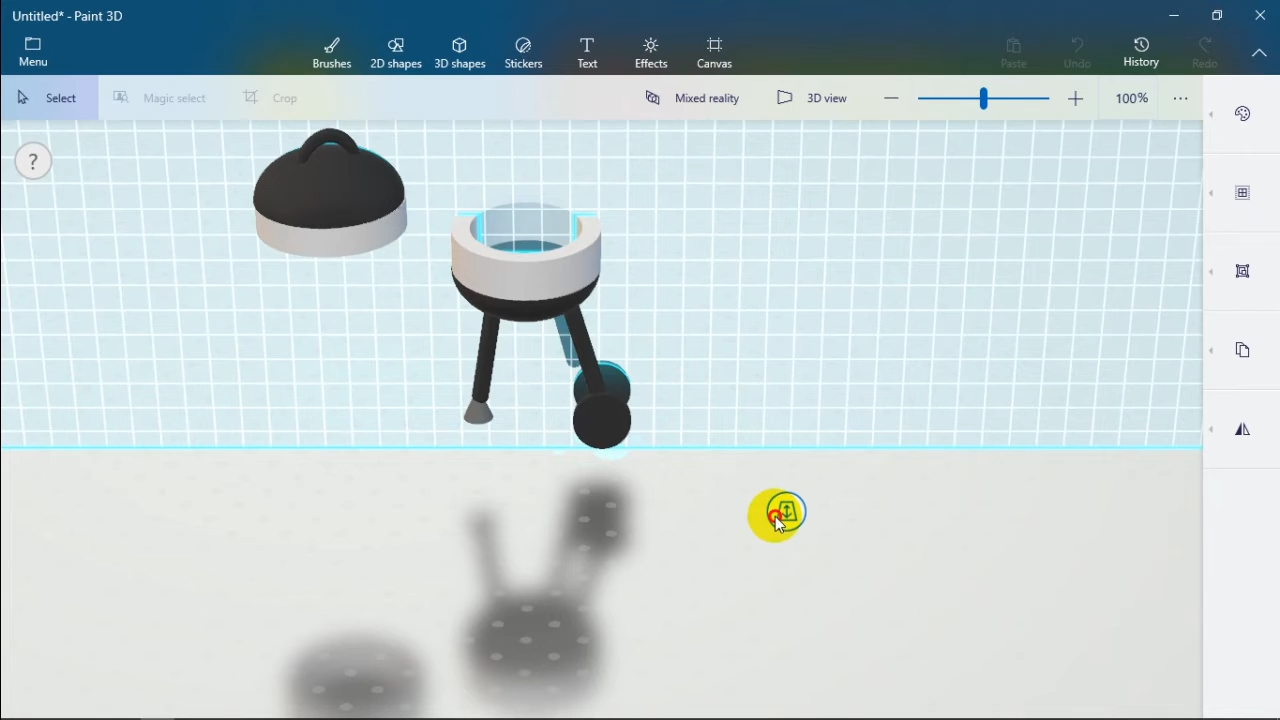 Untitled* - Paint 3D
Menu
Brushes
2D shapes
3D shapes
Stickers
Text
Effects
Canvas
Paste
Undo
History
Redo
Select
Magic select
Crop
Mixed reality
3D view
100%
?